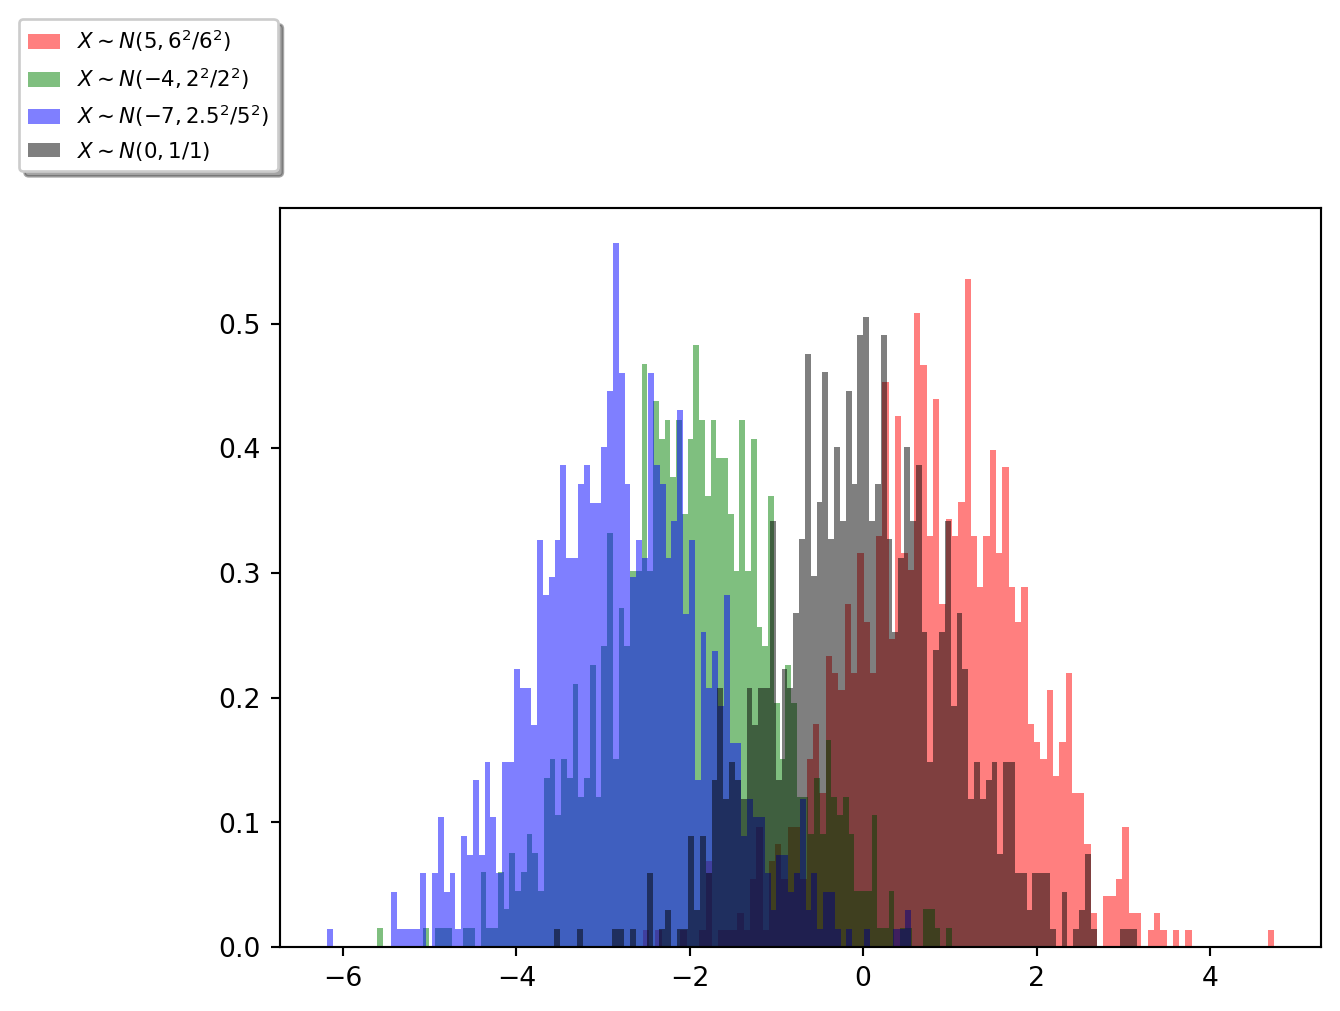 X ∼ N(5, 6²/6²)
X ∼ N(−4, 2²/2²)
X ∼ N(−7, 2.5²/5²)
X ∼ N(0, 1/1)
0.5
0.4
0.3
0.2
0.1
0.0
−6 −4 −2 0 2 4